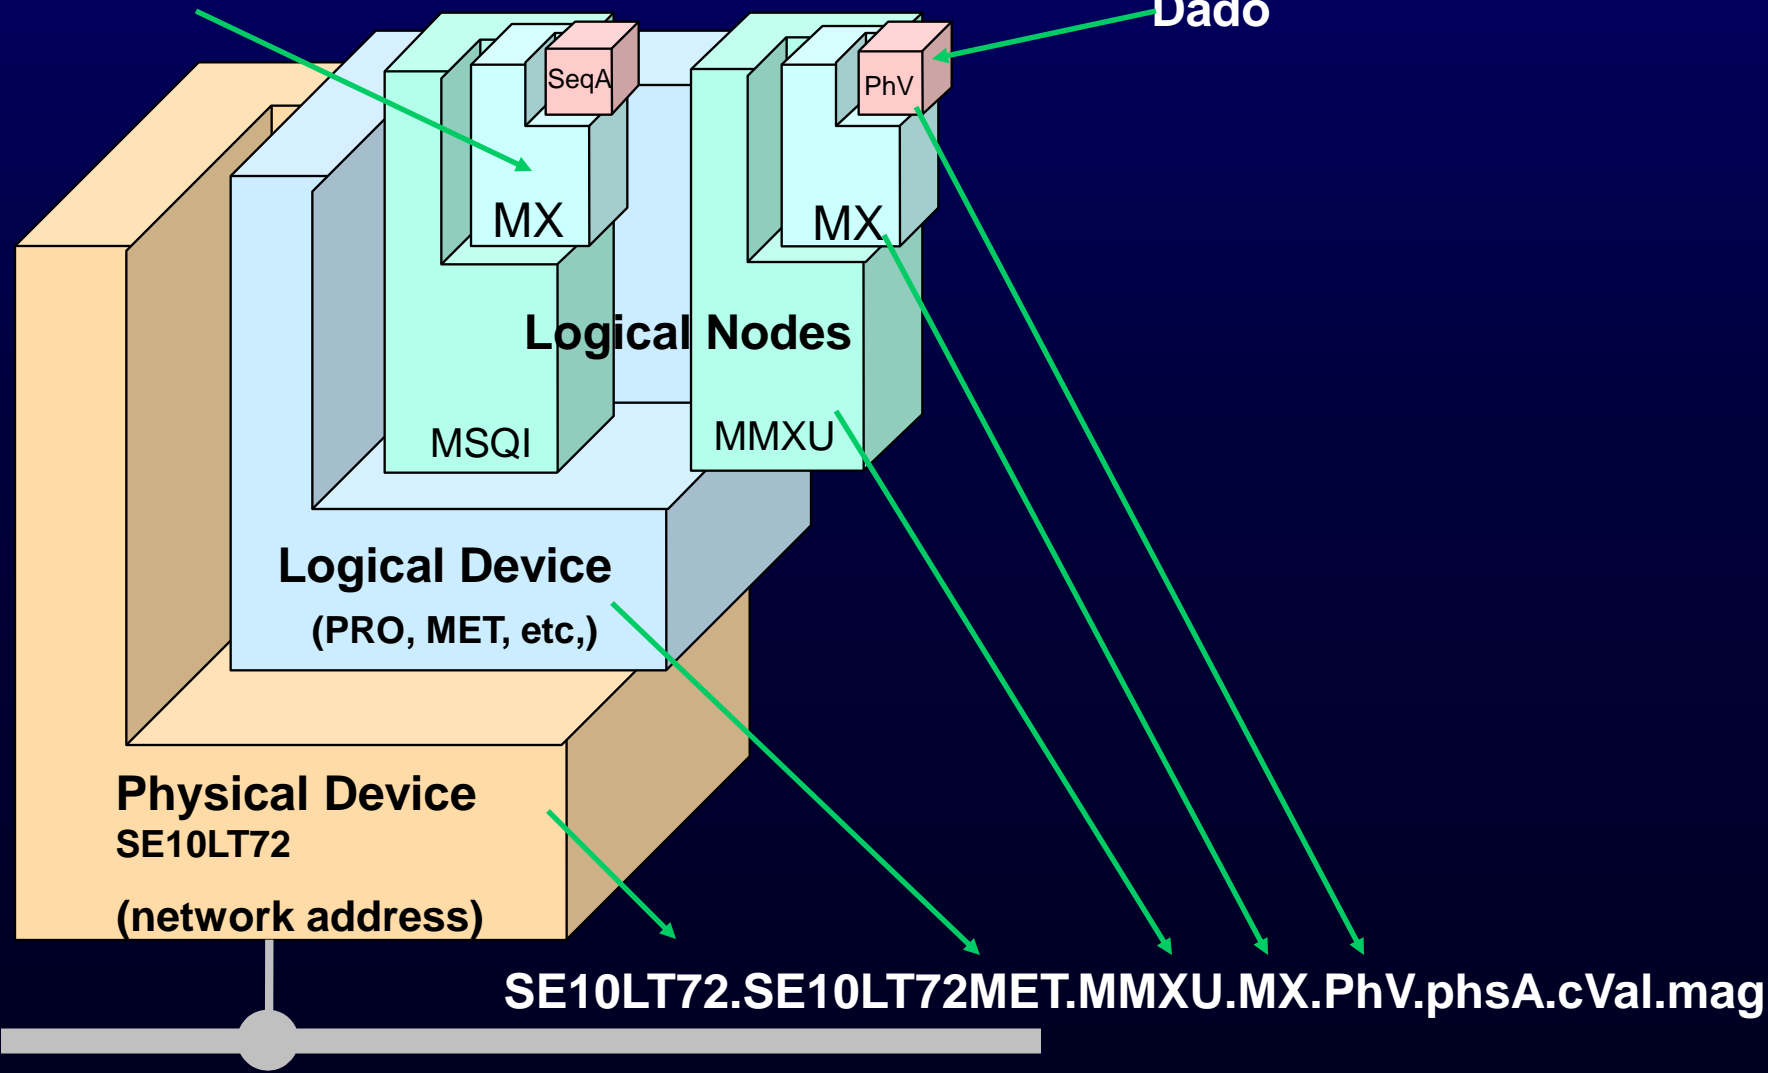 Dado
SeqA
PhV
MX
MX
Logical Nodes
MSQI
MMXU
Logical Device
(PRO, MET, etc,)
Physical Device
SE10LT72
(network address)
SE10LT72.SE10LT72MET.MMXU.MX.PhV.phsA.cVal.mag